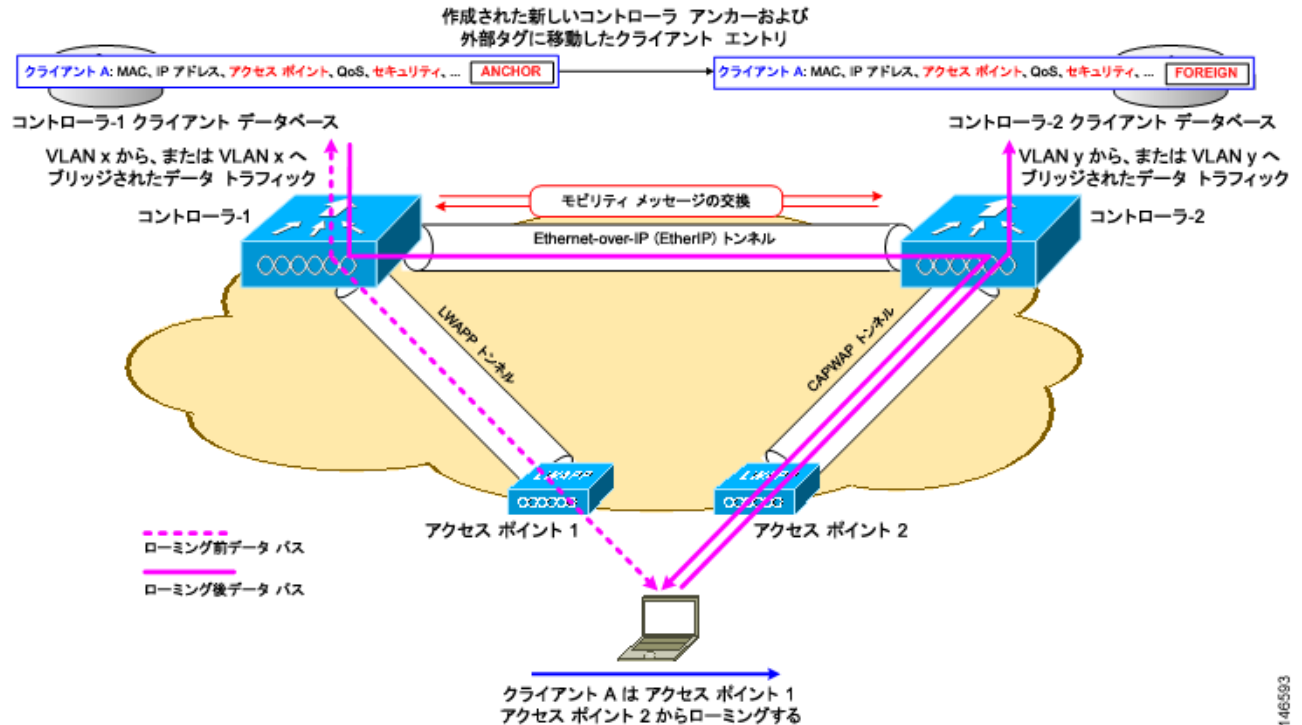 作成された新しいコントローラ アンカーおよび
外部タグに移動したクライアント エントリ
クライアント A: MAC、IP アドレス、アクセス ポイント、QoS、セキュリティ、... ANCHOR
クライアント A: MAC、IP アドレス、アクセス ポイント、QoS、セキュリティ、... FOREIGN
コントローラ-1 クライアント データベース
コントローラ-2 クライアント データベース
VLAN x から、または VLAN x へ
ブリッジされたデータ トラフィック
VLAN y から、または VLAN y へ
ブリッジされたデータ トラフィック
モビリティ メッセージの交換
コントローラ-1
コントローラ-2
Ethernet-over-IP (EtherIP) トンネル
LWAPP トンネル
CAPWAP トンネル
LWAPP
LWAPP
アクセス ポイント 1
アクセス ポイント 2
ローミング前データ パス
ローミング後データ パス
クライアント A は アクセス ポイント 1
アクセス ポイント 2 からローミングする
146593